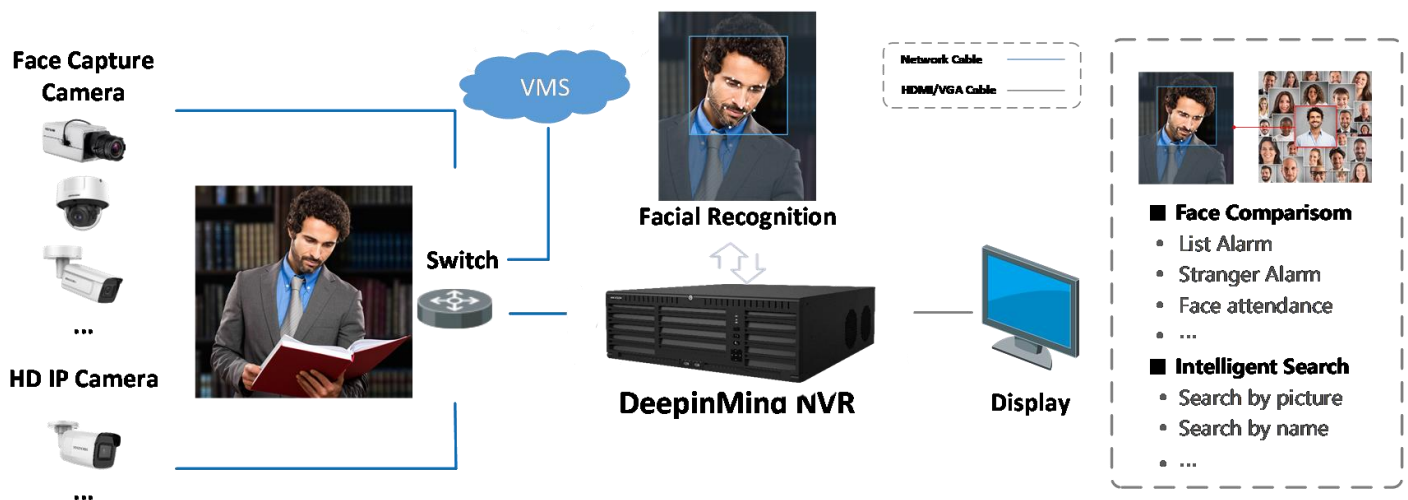 Face Capture
Camera
...
HD IP Camera
...
VMS
Switch
Facial Recognition
DeepinMind NVR
Network Cable
HDMI/VGA Cable
Display
■ Face Comparisom
• List Alarm
• Stranger Alarm
• Face attendance
• ...
■ Intelligent Search
• Search by picture
• Search by name
• ...